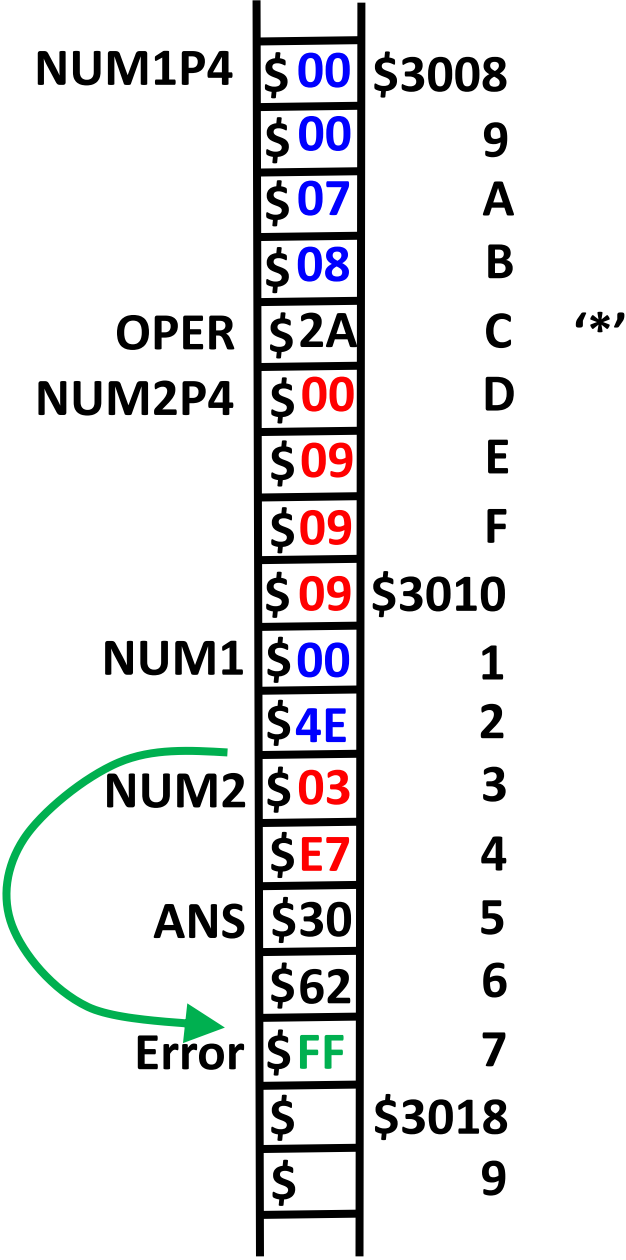 NUM1P4 $00 $3008
$00 9
$07 A
$08 B
OPER $2A C ‘*’
NUM2P4 $00 D
$09 E
$09 F
$09 $3010
NUM1 $00 1
$4E 2
NUM2 $03 3
$E7 4
ANS $30 5
$62 6
Error $FF 7
$ $3018
$ 9